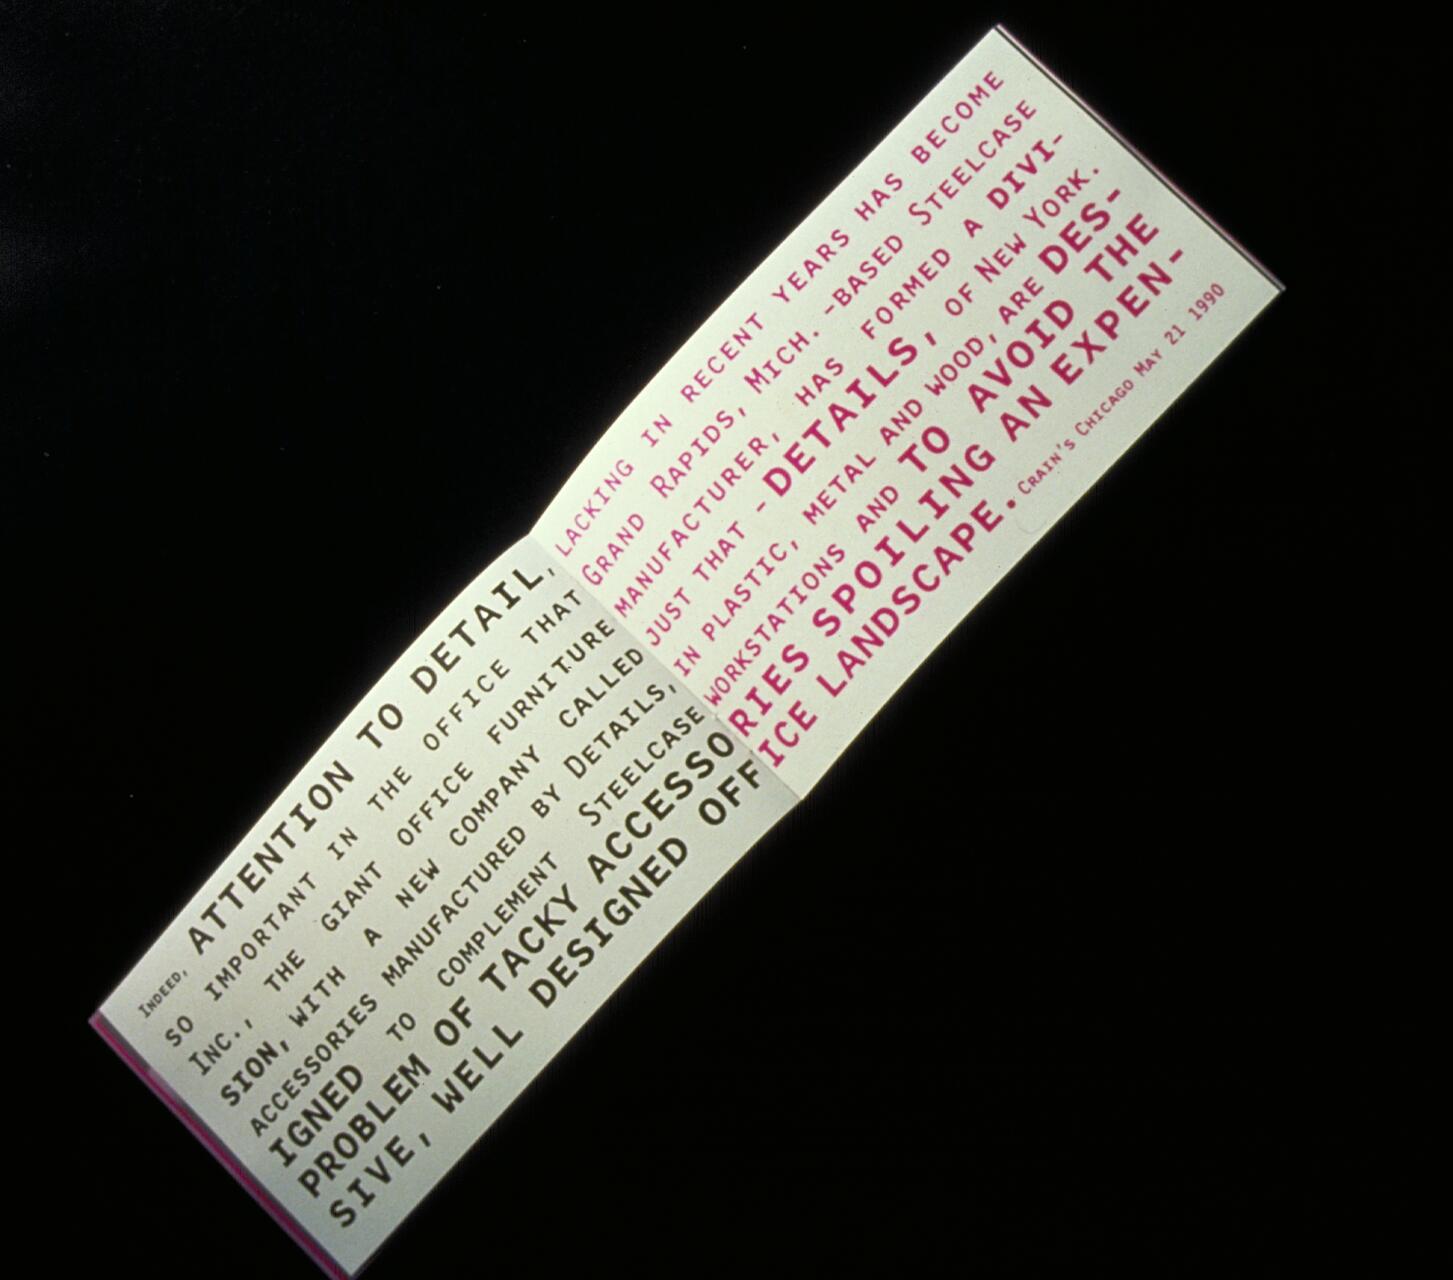 Indeed, ATTENTION TO DETAIL, LACKING IN RECENT YEARS HAS BECOME
SO IMPORTANT IN THE OFFICE THAT GRAND RAPIDS, MICH.-BASED STEELCASE
INC., THE GIANT OFFICE FURNITURE MANUFACTURER, HAS FORMED A DIVI-
SION, WITH A NEW COMPANY CALLED JUST THAT - DETAILS, OF NEW YORK.
ACCESSORIES MANUFACTURED BY DETAILS, IN PLASTIC, METAL AND WOOD, ARE DES-
IGNED TO COMPLEMENT STEELCASE WORKSTATIONS AND TO AVOID THE
PROBLEM OF TACKY ACCESSORIES SPOILING AN EXPEN-
SIVE, WELL DESIGNED OFFICE LANDSCAPE. CRAIN'S CHICAGO MAY 21 1990